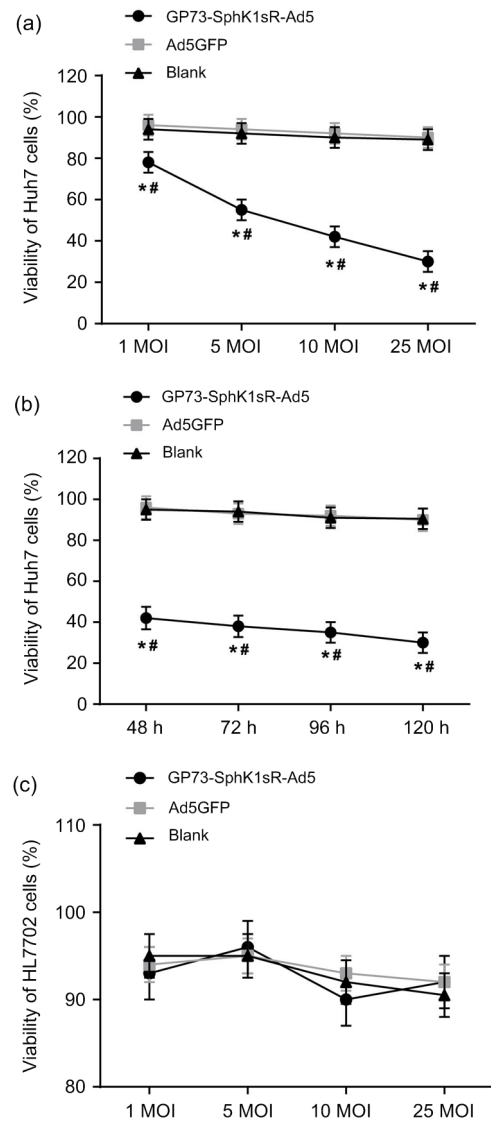 (a)
GP73-SphK1sR-Ad5
Ad5GFP
Blank
Viability of Huh7 cells (%)
120
100
80
60
40
20
0
*#
*#
*#
*#
1 MOI 5 MOI 10 MOI 25 MOI
(b)
GP73-SphK1sR-Ad5
Ad5GFP
Blank
Viability of Huh7 cells (%)
120
100
80
60
40
20
0
*#
*#
*#
*#
48 h 72 h 96 h 120 h
(c)
GP73-SphK1sR-Ad5
Ad5GFP
Blank
Viability of HL7702 cells (%)
110
100
90
80
1 MOI 5 MOI 10 MOI 25 MOI